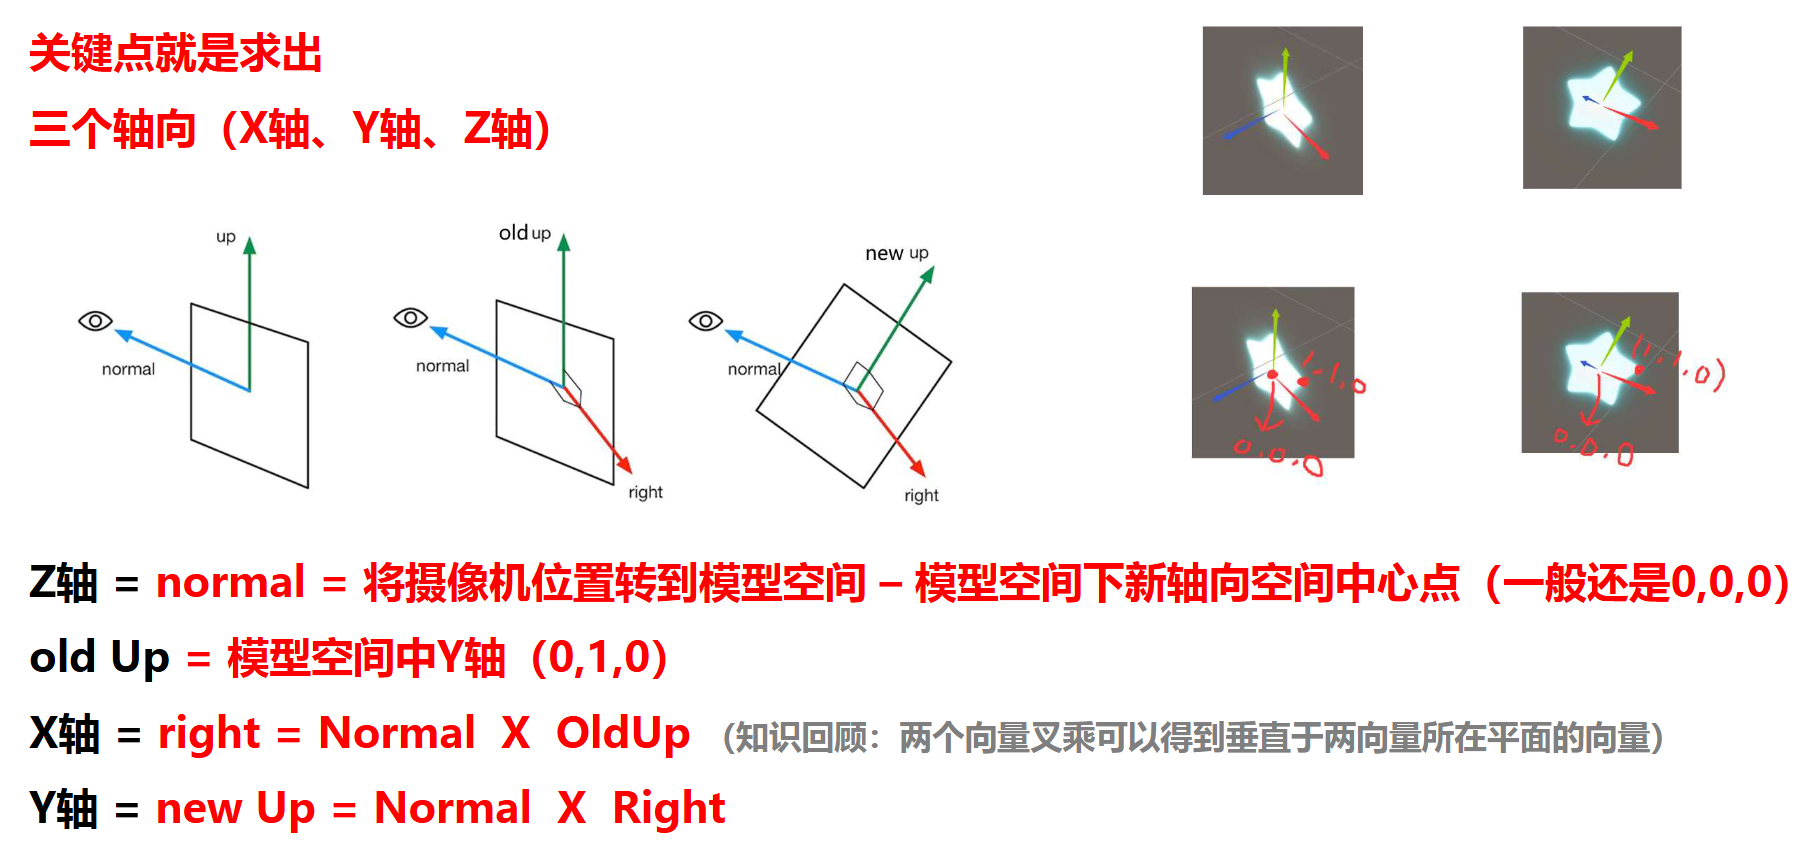 关键点就是求出
三个轴向（X轴、Y轴、Z轴）
up
normal
old up
normal
right
new up
normal
right
1,1,0
0,0,0
(1,1,0)
0,0,0
Z轴 = normal = 将摄像机位置转到模型空间 – 模型空间下新轴向空间中心点（一般还是0,0,0）
old Up = 模型空间中Y轴（0,1,0）
X轴 = right = Normal X OldUp （知识回顾：两个向量叉乘可以得到垂直于两向量所在平面的向量）
Y轴 = new Up = Normal X Right